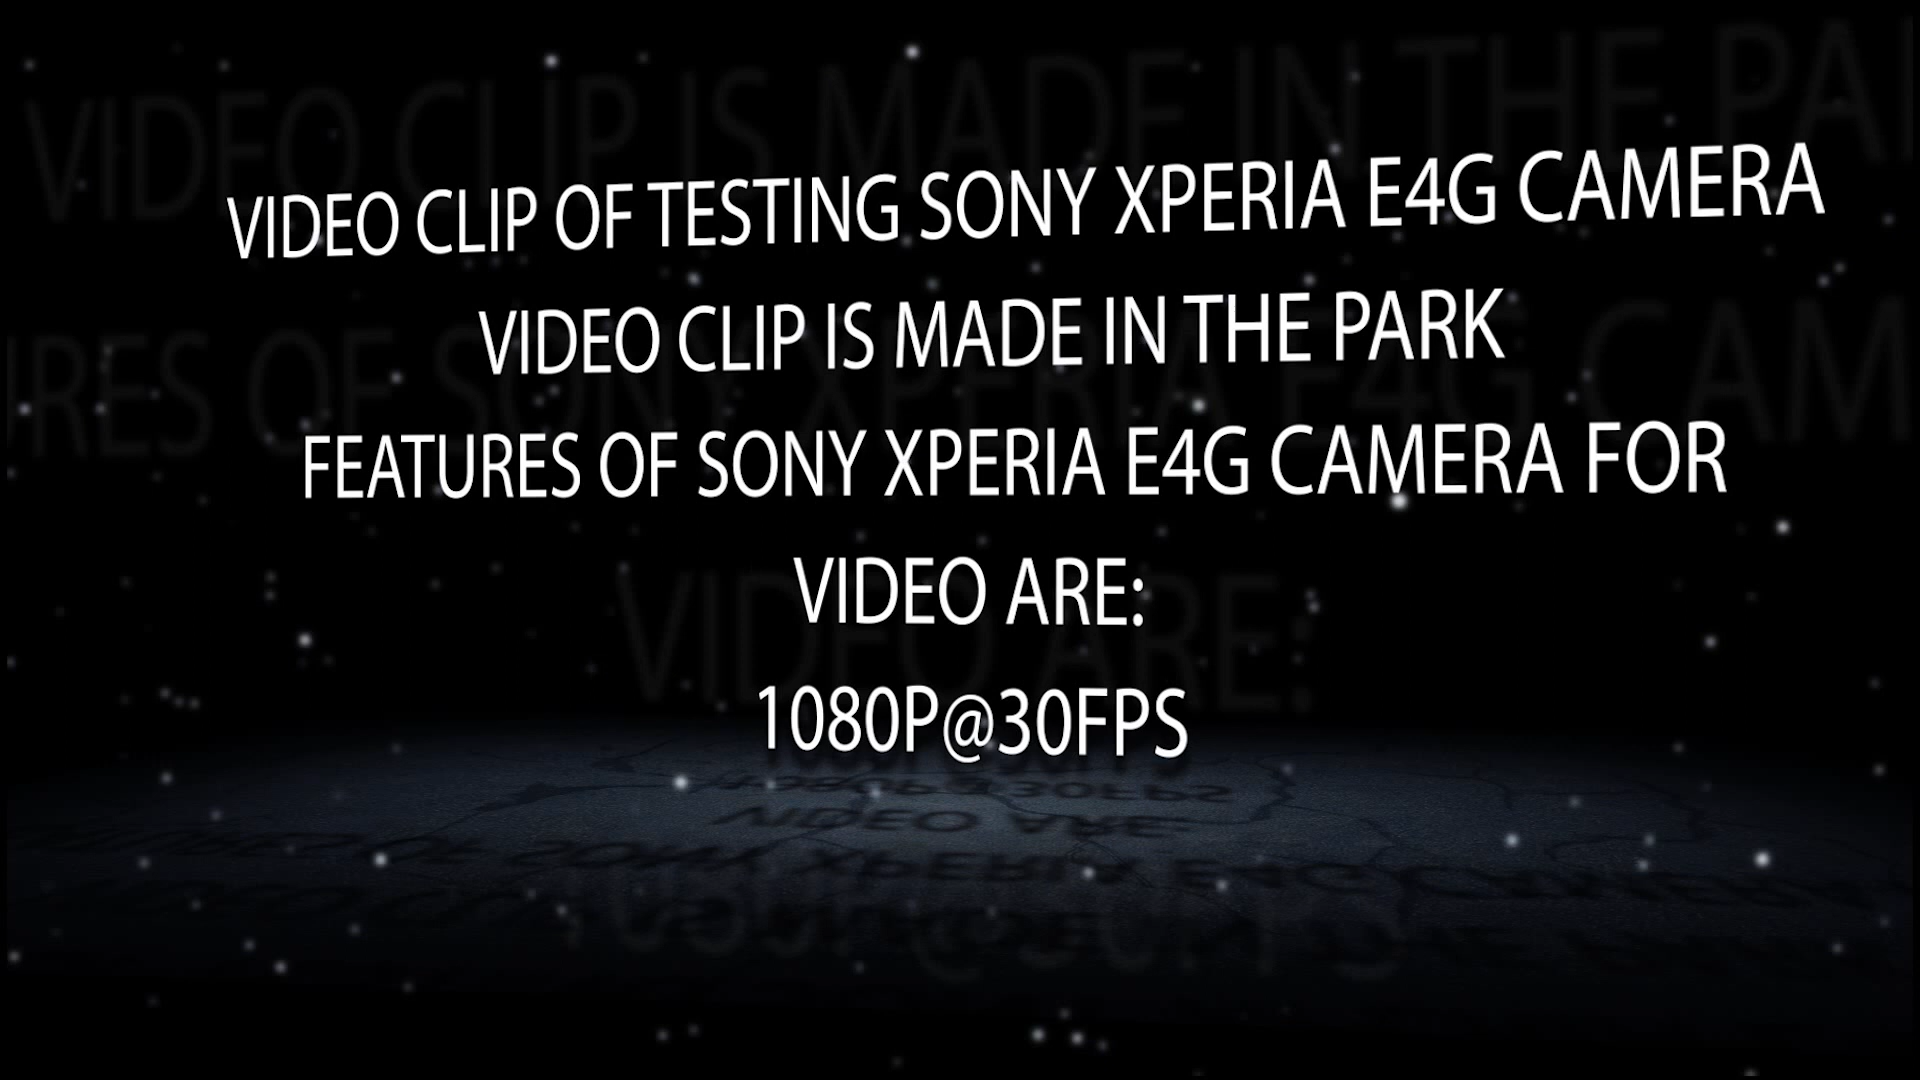 VIDEO CLIP OF TESTING SONY XPERIA E4G CAMERA
VIDEO CLIP IS MADE IN THE PARK
FEATURES OF SONY XPERIA E4G CAMERA FOR
VIDEO ARE:
1080P@30FPS